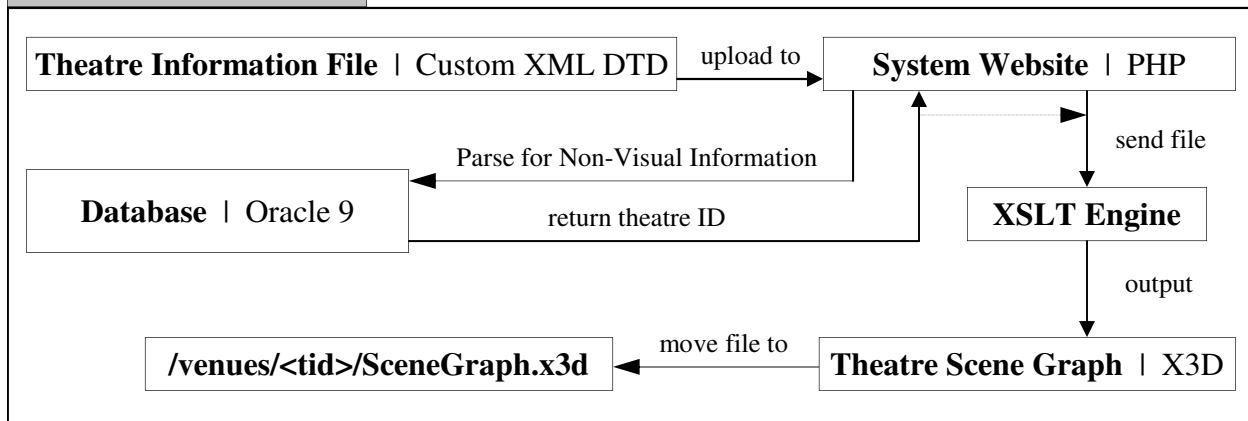 Theatre Information File | Custom XML DTD
upload to
System Website | PHP
send file
Parse for Non-Visual Information
Database | Oracle 9
return theatre ID
XSLT Engine
output
/venues/<tid>/SceneGraph.x3d
move file to
Theatre Scene Graph | X3D